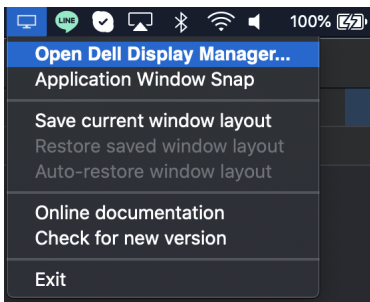 LINE
100%
Open Dell Display Manager...
Application Window Snap
Save current window layout
Restore saved window layout
Auto-restore window layout
Online documentation
Check for new version
Exit